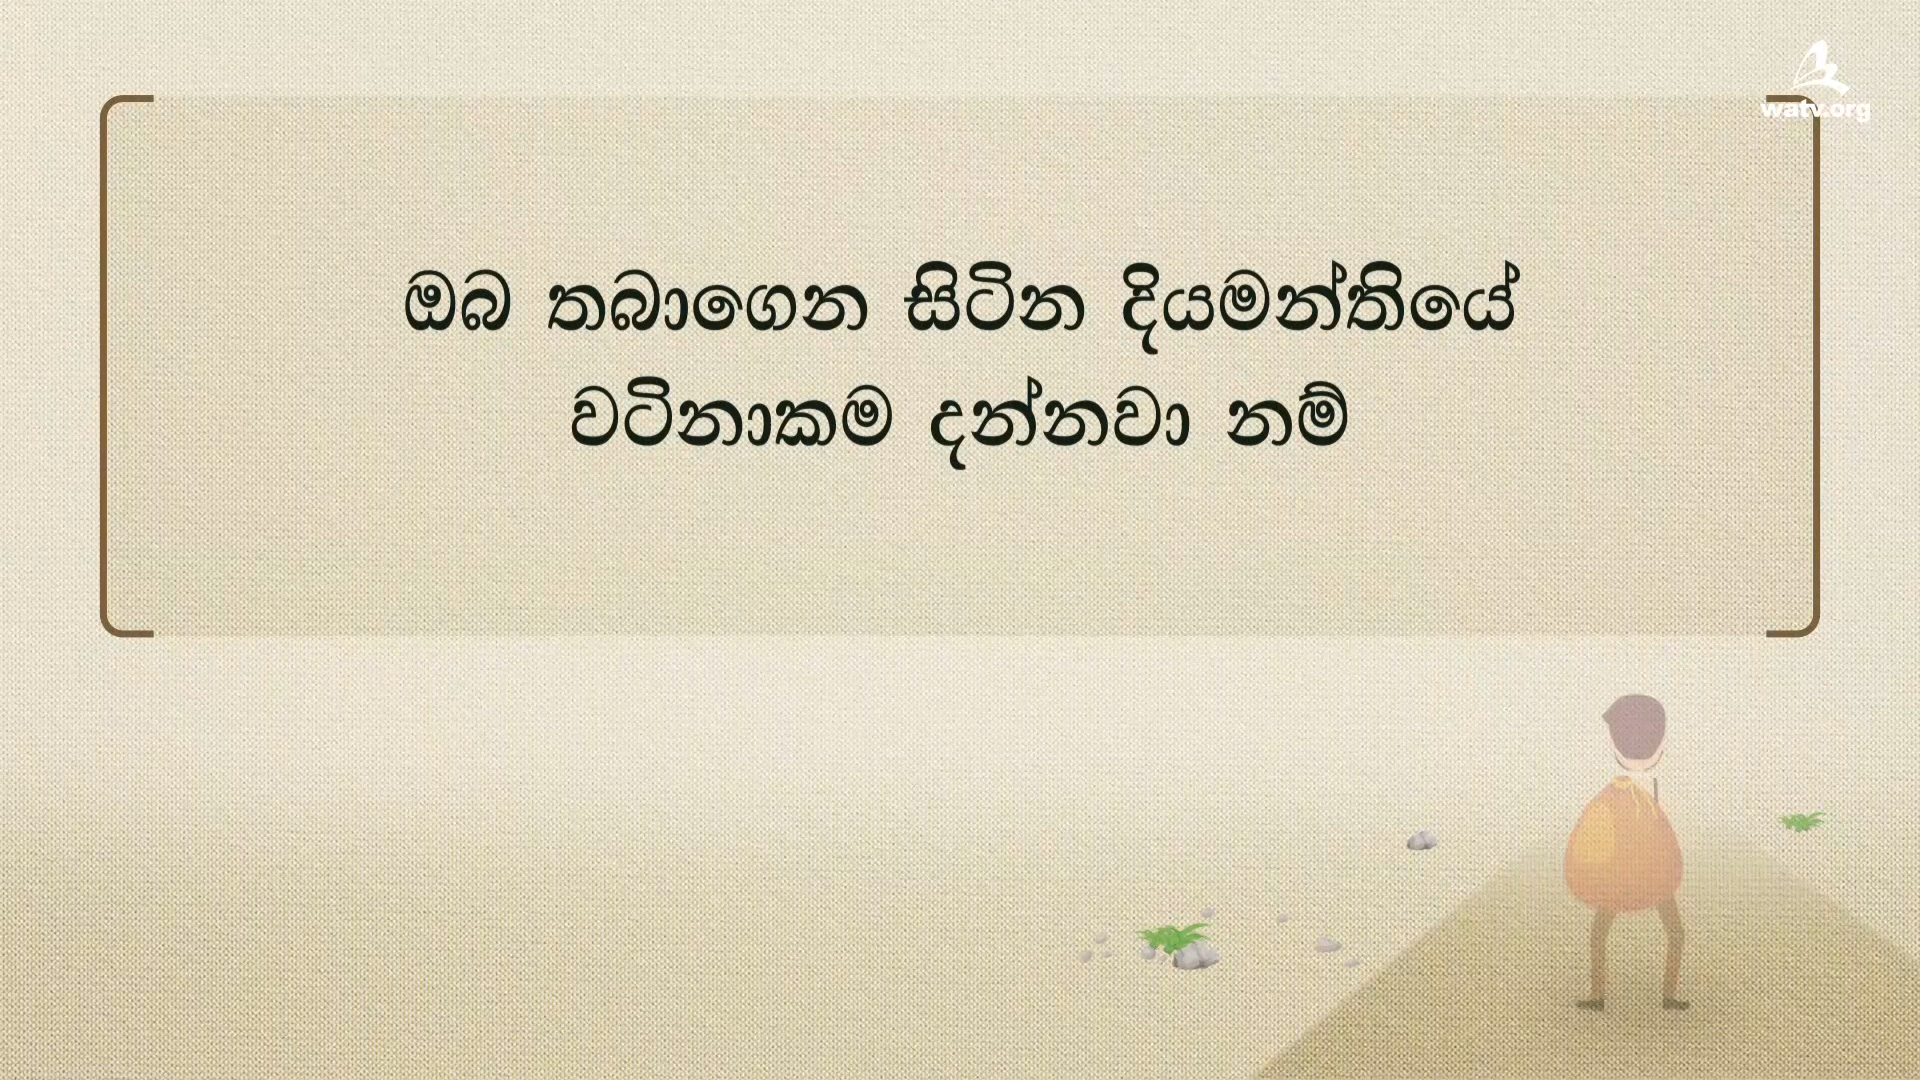 watv.org
ඔබ තබාගෙන සිටින දියමන්තියේ
වටිනාකම දන්නවා නම්